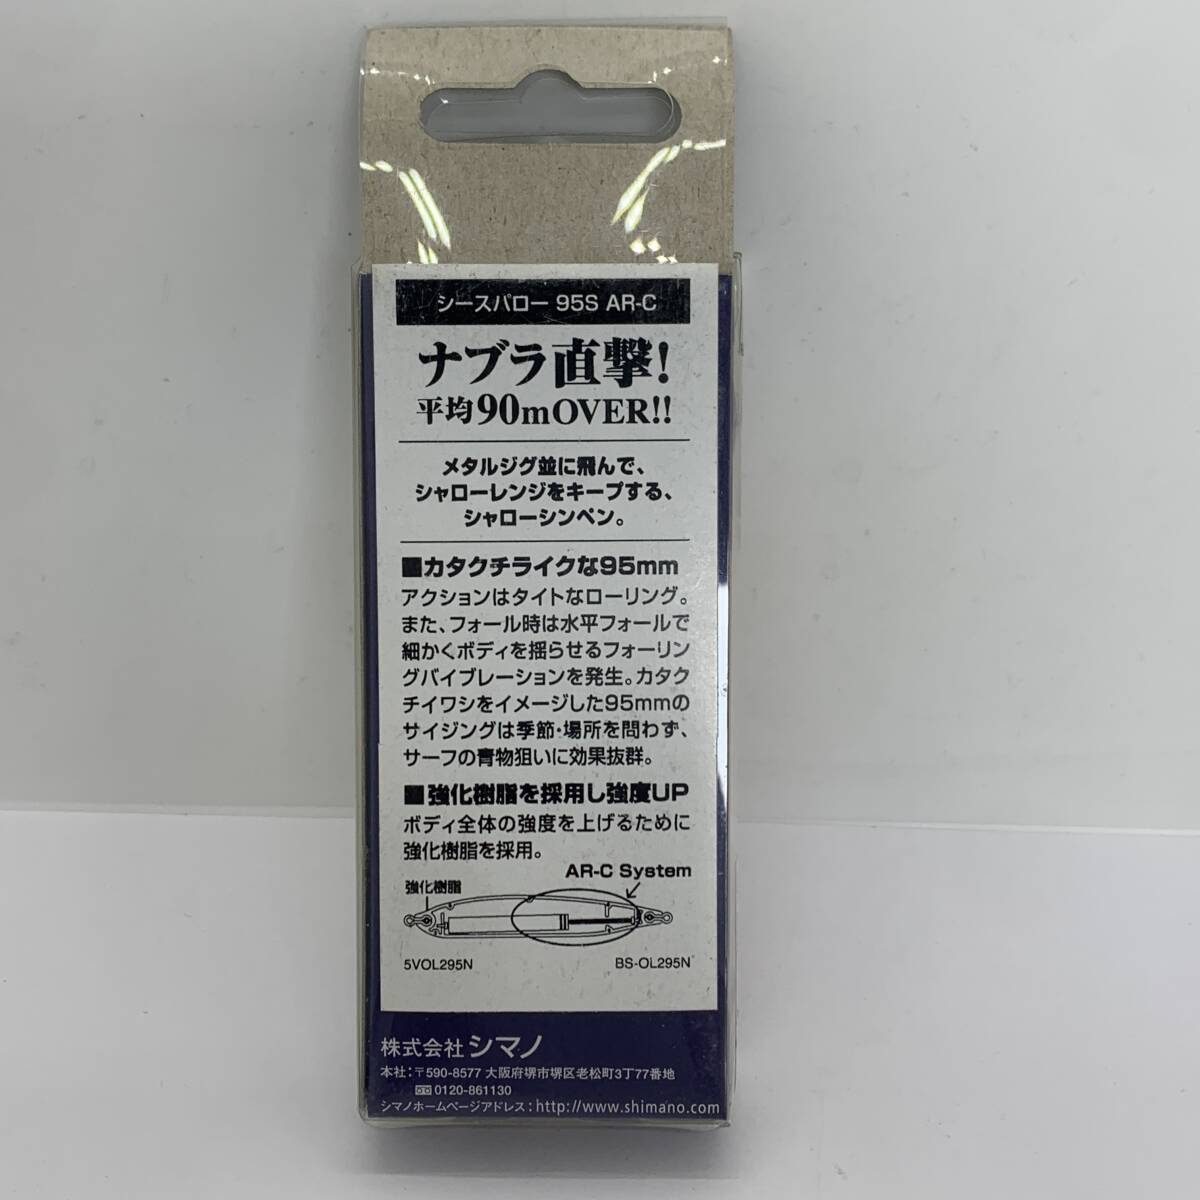 シースパロー 95S AR-C
ナブラ直撃!
平均90mOVER!!
メタルジグ並に飛んで、
シャローレンジをキープする、
シャローシンペン。
■カタクチライクな95mm
アクションはタイトなローリング。
また、フォール時は水平フォールで
細かくボディを揺らせるフォーリン
グバイブレーションを発生。カタク
チイワシをイメージした95mmの
サイジングは季節・場所を問わず、
サーフの青物狙いに効果抜群。
■強化樹脂を採用し強度UP
ボディ全体の強度を上げるために
強化樹脂を採用。
AR-C System
強化樹脂
5VOL295N BS-OL295N
株式会社 シマノ
本社:〒590-8577 大阪府堺市堺区老松町3丁77番地
0120-861130
シマノホームページアドレス:http://www.shimano.com